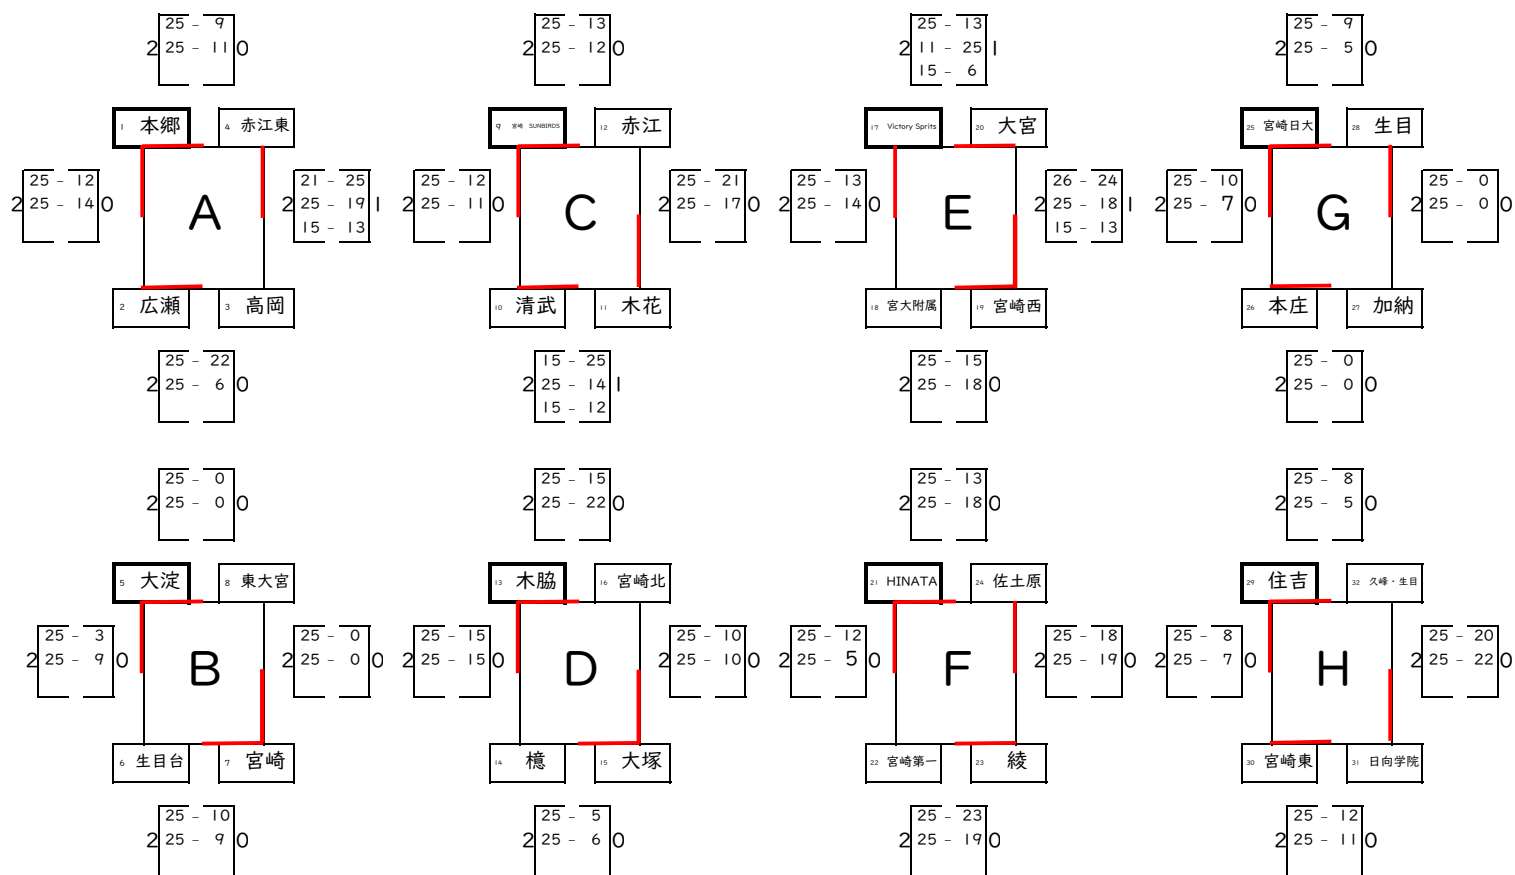 25 - 9
2 25 - 11 0
25 - 13
2 25 - 12 0
25 - 13
2 11 - 25 1
15 - 6
25 - 9
2 25 - 5 0
1 本郷 4 赤江東
9 宮崎 SUNBIRDS 12 赤江
17 Victory Sprits 20 大宮
25 宮崎日大 28 生目
25 - 12
2 25 - 14 0
A
21 - 25
2 25 - 19 1
15 - 13
25 - 12
2 25 - 11 0
C
25 - 21
2 25 - 17 0
25 - 13
2 25 - 14 0
E
26 - 24
2 25 - 18 1
15 - 13
25 - 10
2 25 - 7 0
G
25 - 0
2 25 - 0 0
2 広瀬 3 高岡
10 清武 11 木花
18 宮大附属 19 宮崎西
26 本庄 27 加納
25 - 22
2 25 - 6 0
15 - 25
2 25 - 14 1
15 - 12
25 - 15
2 25 - 18 0
25 - 0
2 25 - 0 0
25 - 0
2 25 - 0 0
25 - 15
2 25 - 22 0
25 - 13
2 25 - 18 0
25 - 8
2 25 - 5 0
5 大淀 8 東大宮
13 木脇 16 宮崎北
21 HINATA 24 佐土原
29 住吉 32 久峰・生目
25 - 3
2 25 - 9 0
B
25 - 0
2 25 - 0 0
25 - 15
2 25 - 15 0
D
25 - 10
2 25 - 10 0
25 - 12
2 25 - 5 0
F
25 - 18
2 25 - 19 0
25 - 8
2 25 - 7 0
H
25 - 20
2 25 - 22 0
6 生目台 7 宮崎
14 檍 15 大塚
22 宮崎第一 23 綾
30 宮崎東 31 日向学院
25 - 10
2 25 - 9 0
25 - 5
2 25 - 6 0
25 - 23
2 25 - 19 0
25 - 12
2 25 - 11 0